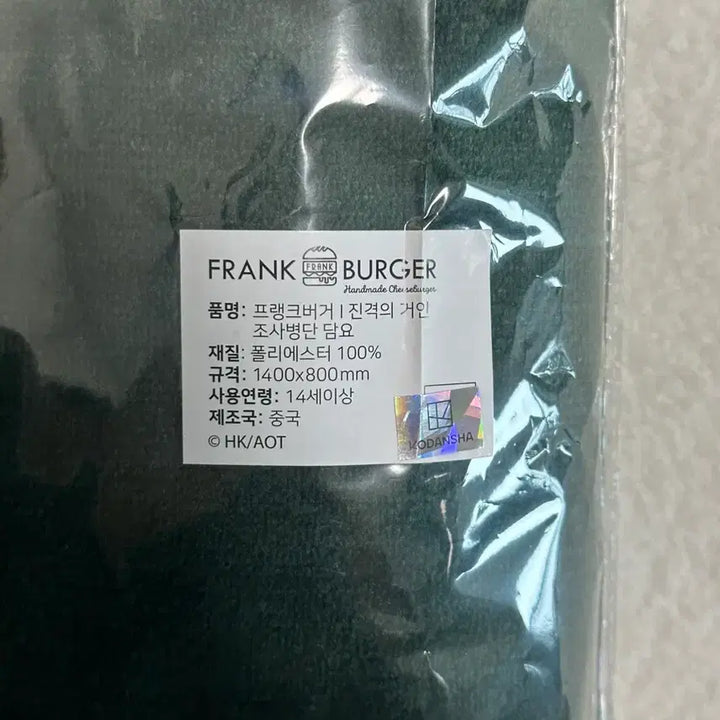 FRANK FRANK BURGER
Handmade Cheeseburger
품명: 프랭크버거 | 진격의 거인
조사병단 담요
재질: 폴리에스터 100%
규격: 1400x800mm
사용연령: 14세이상
제조국: 중국
© HK/AOT
KODANSHA